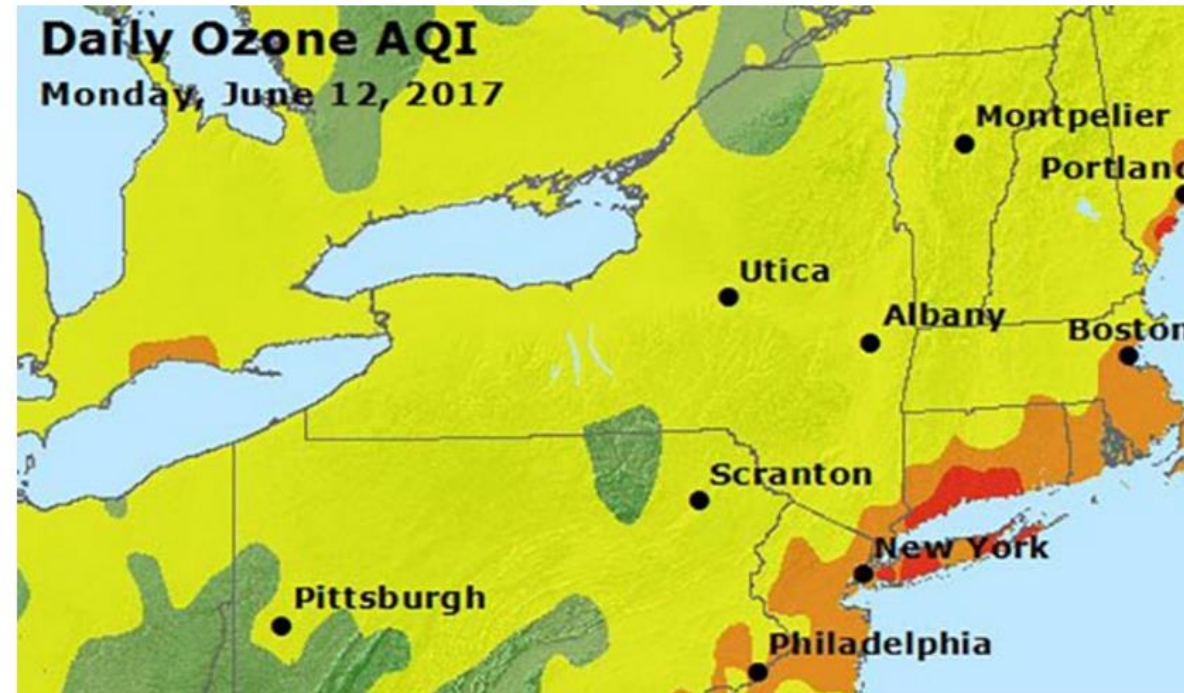 Daily Ozone AQI
Monday, June 12, 2017
Montpelier
Portland
Utica
Albany
Boston
Scranton
New York
Pittsburgh
Philadelphia